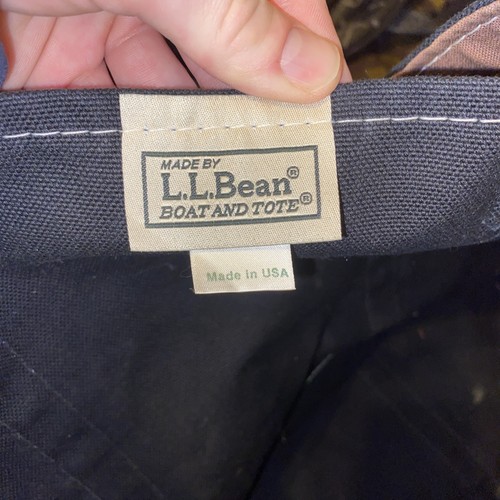 MADE BY
L.L.Bean®
BOAT AND TOTE®
Made in USA